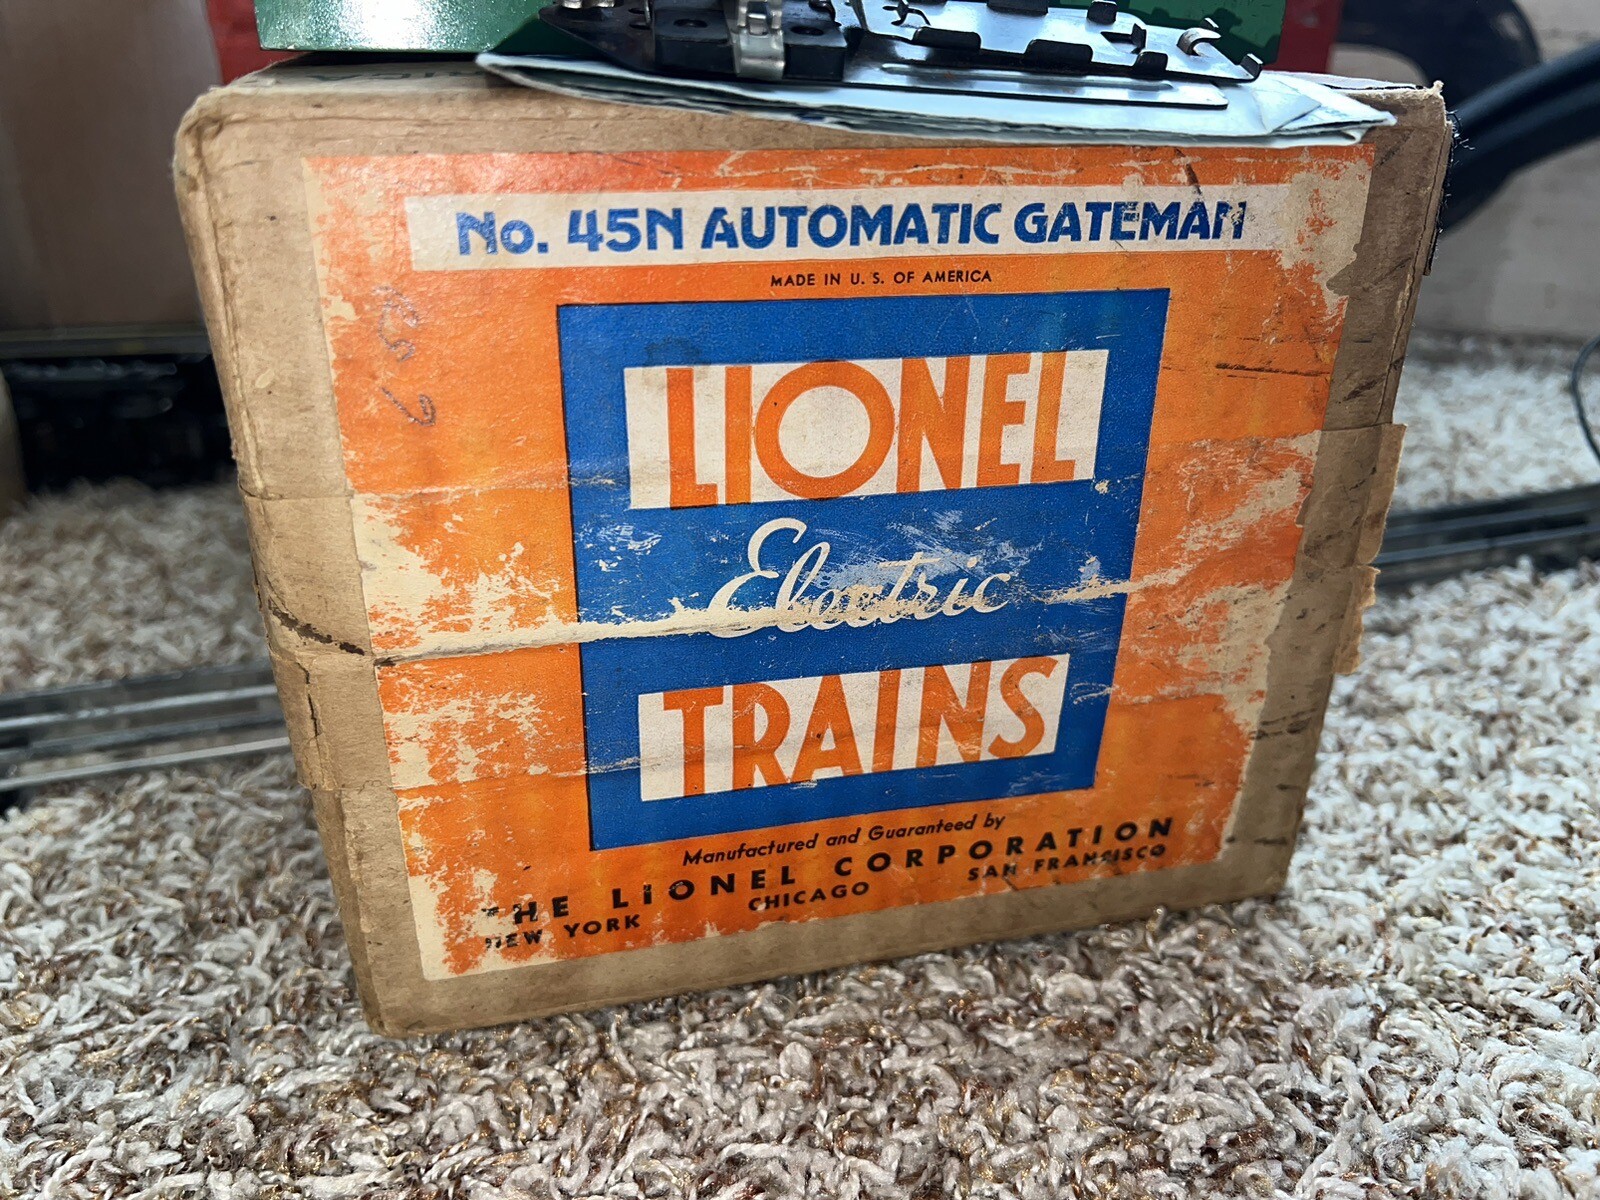 No. 45N AUTOMATIC GATEMAN
MADE IN U. S. OF AMERICA
LIONEL
Electric
TRAINS
Manufactured and Guaranteed by
THE LIONEL CORPORATION
NEW YORK CHICAGO SAN FRANCISCO